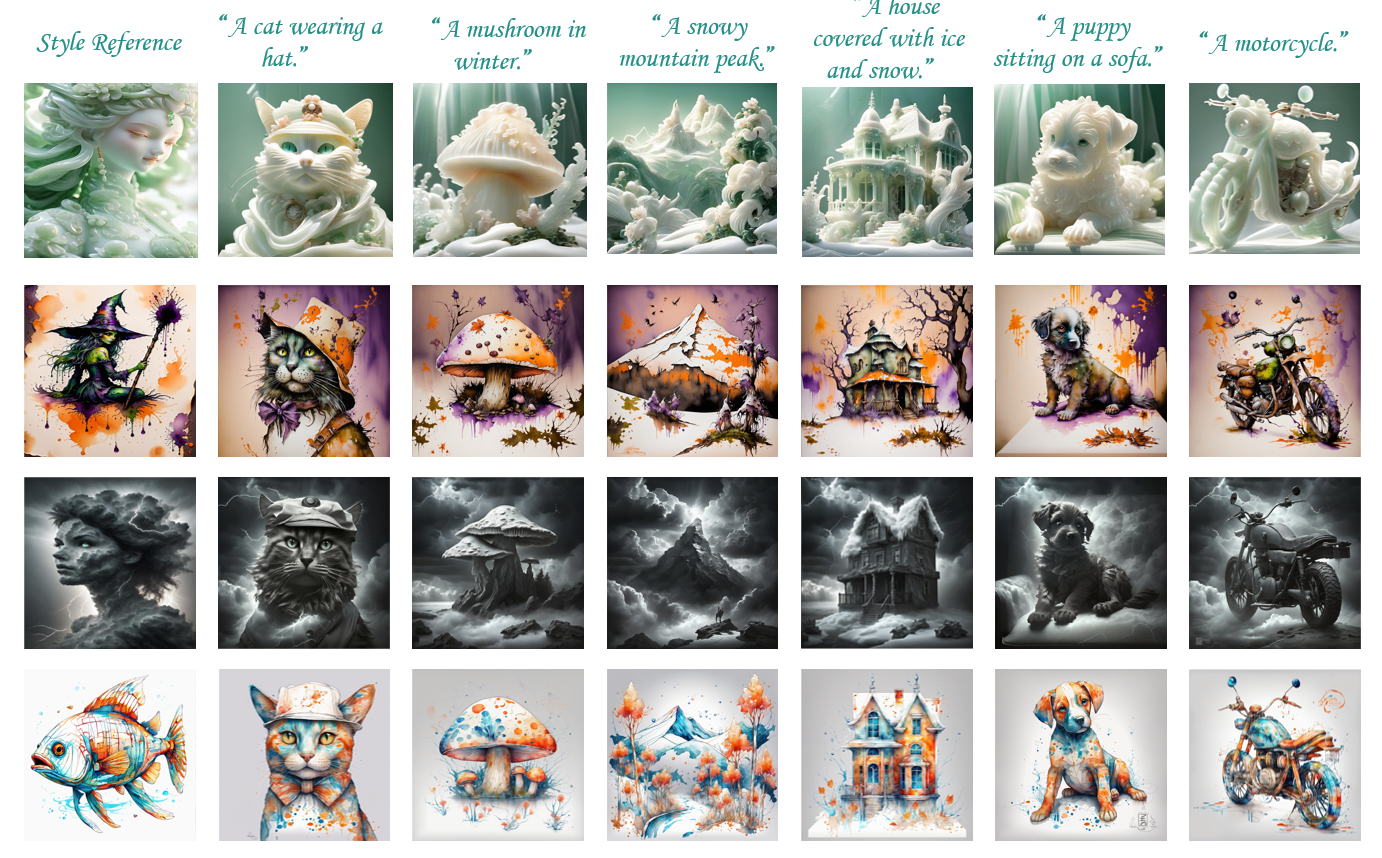 Style Reference
“ A cat wearing a
hat.”
“ A mushroom in
winter.”
“ A snowy
mountain peak.”
“ A house
covered with ice
and snow.”
“ A puppy
sitting on a sofa.”
“ A motorcycle.”